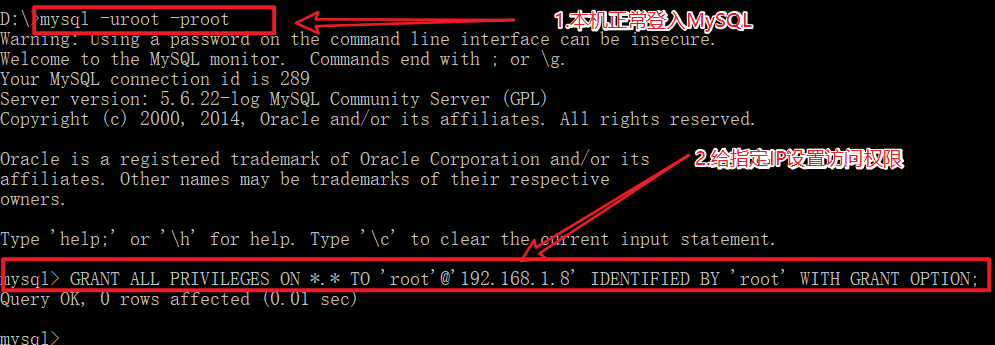 D:\>mysql -uroot -proot
1.本机正常登入MySQL
Warning: Using a password on the command line interface can be insecure.
Welcome to the MySQL monitor.  Commands end with ; or \g.
Your MySQL connection id is 289
Server version: 5.6.22-log MySQL Community Server (GPL)
Copyright (c) 2000, 2014, Oracle and/or its affiliates. All rights reserved.
Oracle is a registered trademark of Oracle Corporation and/or its
2.给指定IP设置访问权限
affiliates. Other names may be trademarks of their respective
owners.
Type 'help;' or '\h' for help. Type '\c' to clear the current input statement.
mysql> GRANT ALL PRIVILEGES ON *.* TO 'root'@'192.168.1.8' IDENTIFIED BY 'root' WITH GRANT OPTION;
Query OK, 0 rows affected (0.01 sec)
mysql>